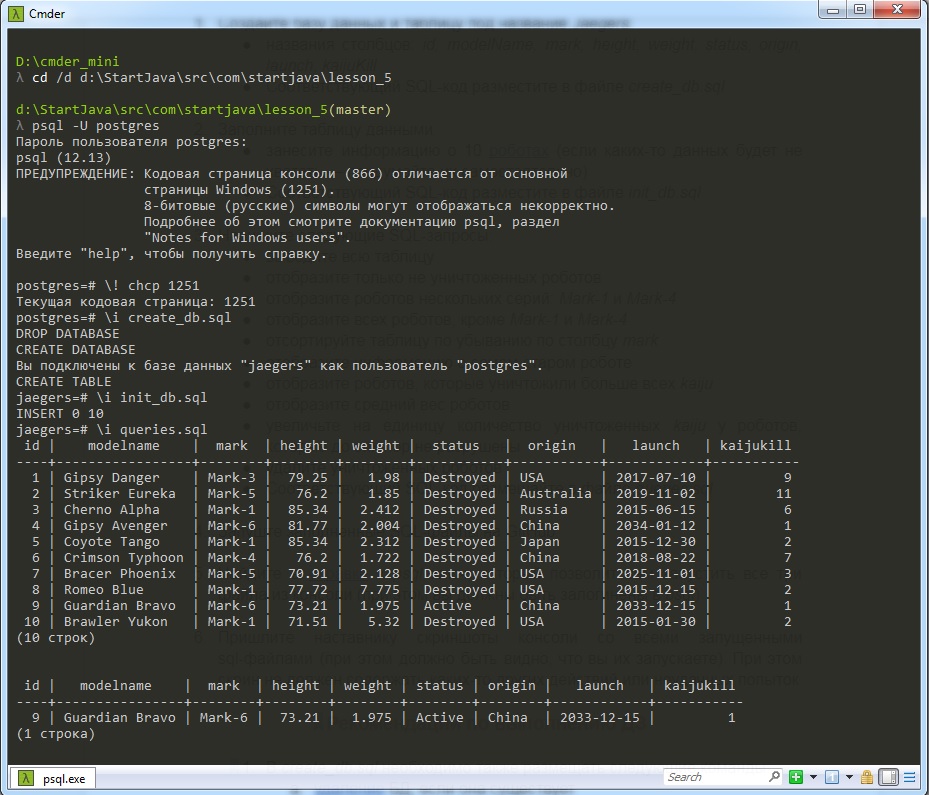 Cmder
D:\cmder_mini
λ cd /d d:\StartJava\src\com\startjava\lesson_5
d:\StartJava\src\com\startjava\lesson_5(master)
λ psql -U postgres
Пароль пользователя postgres:
psql (12.13)
ПРЕДУПРЕЖДЕНИЕ: Кодовая страница консоли (866) отличается от основной
страницы Windows (1251).
8-битовые (русские) символы могут отображаться некорректно.
Подробнее об этом смотрите документацию psql, раздел
"Notes for Windows users".
Введите "help", чтобы получить справку.
postgres=# \! chcp 1251
Текущая кодовая страница: 1251
postgres=# \i create_db.sql
DROP DATABASE
CREATE DATABASE
Вы подключены к базе данных "jaegers" как пользователь "postgres".
CREATE TABLE
jaegers=# \i init_db.sql
INSERT 0 10
jaegers=# \i queries.sql
id | modelname | mark | height | weight | status | origin | launch | kaijukill
----+-----------------+--------+--------+--------+-----------+-----------+------------+-----------
1 | Gipsy Danger | Mark-3 | 79.25 | 1.98 | Destroyed | USA | 2017-07-10 | 9
2 | Striker Eureka | Mark-5 | 76.2 | 1.85 | Destroyed | Australia | 2019-11-02 | 11
3 | Cherno Alpha | Mark-1 | 85.34 | 2.412 | Destroyed | Russia | 2015-06-15 | 6
4 | Gipsy Avenger | Mark-6 | 81.77 | 2.004 | Destroyed | China | 2034-01-12 | 1
5 | Coyote Tango | Mark-1 | 85.34 | 2.312 | Destroyed | Japan | 2015-12-30 | 2
6 | Crimson Typhoon | Mark-4 | 76.2 | 1.722 | Destroyed | China | 2018-08-22 | 7
7 | Bracer Phoenix | Mark-5 | 70.91 | 2.128 | Destroyed | USA | 2025-11-01 | 3
8 | Romeo Blue | Mark-1 | 77.72 | 7.775 | Destroyed | USA | 2015-12-15 | 2
9 | Guardian Bravo | Mark-6 | 73.21 | 1.975 | Active | China | 2033-12-15 | 1
10 | Brawler Yukon | Mark-1 | 71.51 | 5.32 | Destroyed | USA | 2015-01-30 | 2
(10 строк)
id | modelname | mark | height | weight | status | origin | launch | kaijukill
----+----------------+--------+--------+--------+--------+--------+------------+-----------
9 | Guardian Bravo | Mark-6 | 73.21 | 1.975 | Active | China | 2033-12-15 | 1
(1 строка)
psql.exe
Search